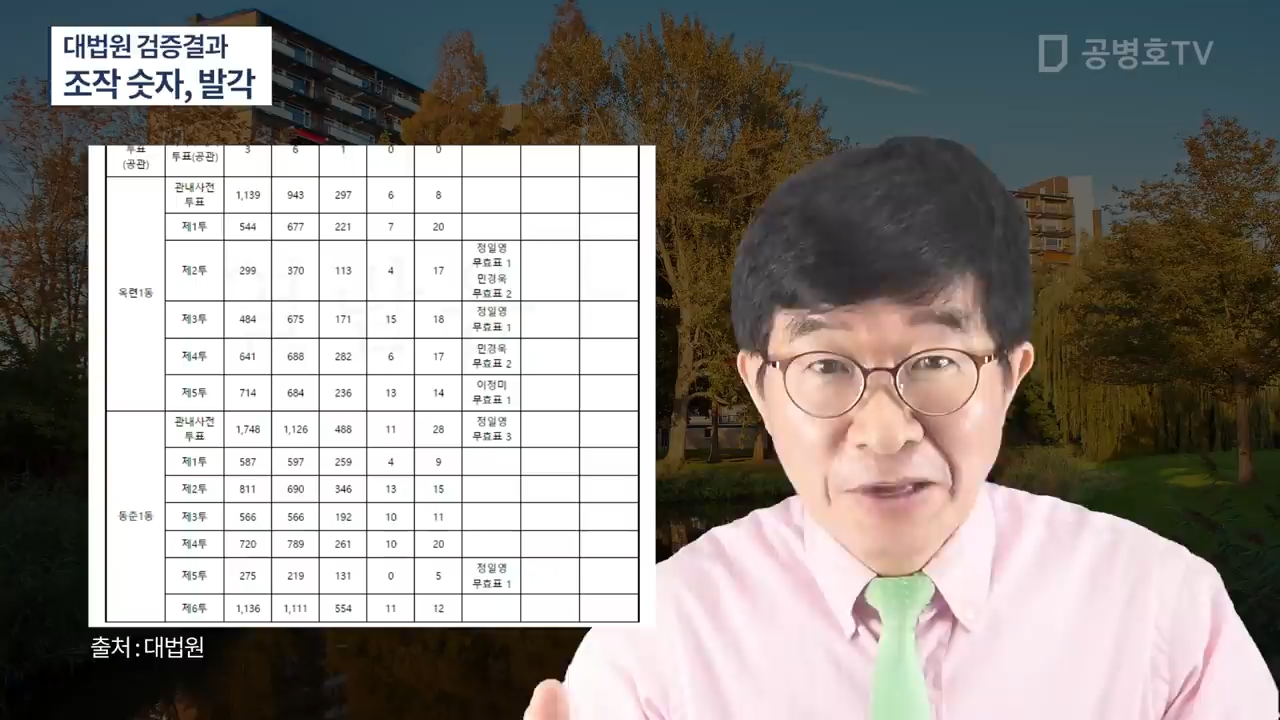 대법원 검증결과
조작 숫자, 발각
공병호TV
투표 투표(공관) 3 6 1 0 0
(공관)
관내사전
투표 1,139 943 297 6 8
제1투 544 677 221 7 20
정일영
무효표 1
제2투 299 370 113 4 17
민경욱
무효표 2
옥련1동
제3투 484 675 171 15 18
정일영
무효표 1
제4투 641 688 282 6 17
민경욱
무효표 2
제5투 714 684 236 13 14
이정미
무효표 1
관내사전
투표 1,748 1,126 488 11 28
정일영
무효표 3
제1투 587 597 259 4 9
제2투 811 690 346 13 15
동춘1동
제3투 566 566 192 10 11
제4투 720 789 261 10 20
제5투 275 219 131 0 5
정일영
무효표 1
제6투 1,136 1,111 554 11 12
출처 : 대법원